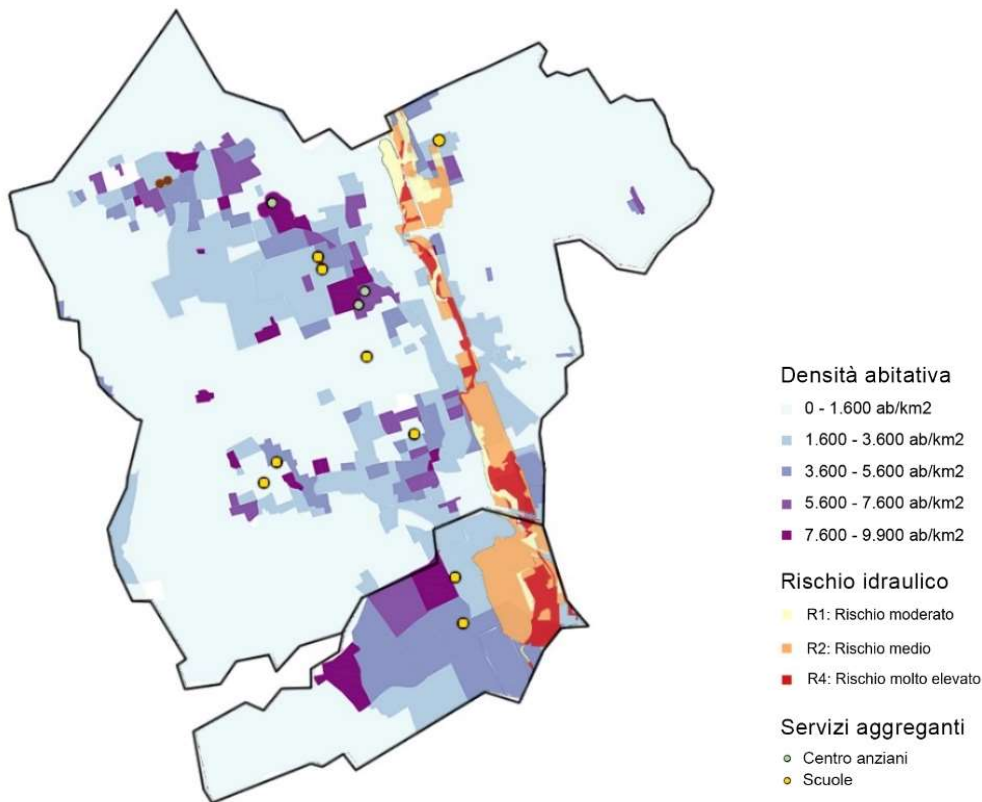 Densità abitativa
0 - 1.600 ab/km2
1.600 - 3.600 ab/km2
3.600 - 5.600 ab/km2
5.600 - 7.600 ab/km2
7.600 - 9.900 ab/km2
Rischio idraulico
R1: Rischio moderato
R2: Rischio medio
R4: Rischio molto elevato
Servizi aggreganti
Centro anziani
Scuole